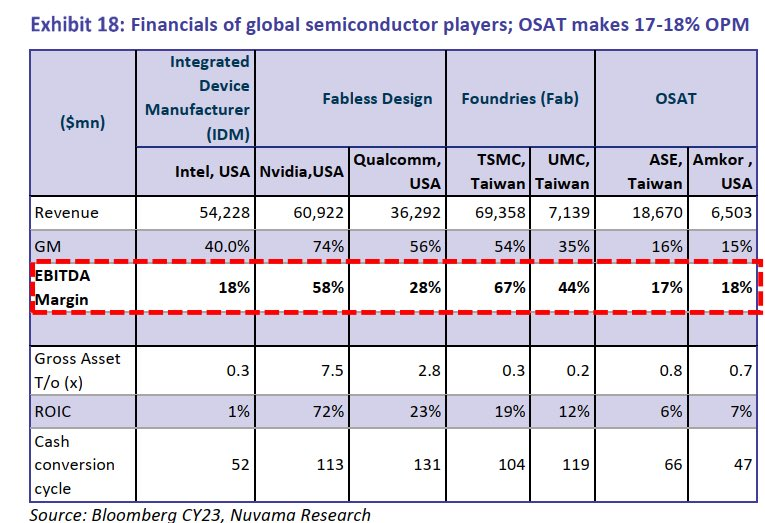 Exhibit 18: Financials of global semiconductor players; OSAT makes 17-18% OPM
($mn) Integrated Device Manufacturer (IDM) Fabless Design Foundries (Fab) OSAT
Intel, USA Nvidia,USA Qualcomm, USA TSMC, Taiwan UMC, Taiwan ASE, Taiwan Amkor , USA
Revenue 54,228 60,922 36,292 69,358 7,139 18,670 6,503
GM 40.0% 74% 56% 54% 35% 16% 15%
EBITDA Margin 18% 58% 28% 67% 44% 17% 18%
Gross Asset T/o (x) 0.3 7.5 2.8 0.3 0.2 0.8 0.7
ROIC 1% 72% 23% 19% 12% 6% 7%
Cash conversion cycle 52 113 131 104 119 66 47
Source: Bloomberg CY23, Nuvama Research